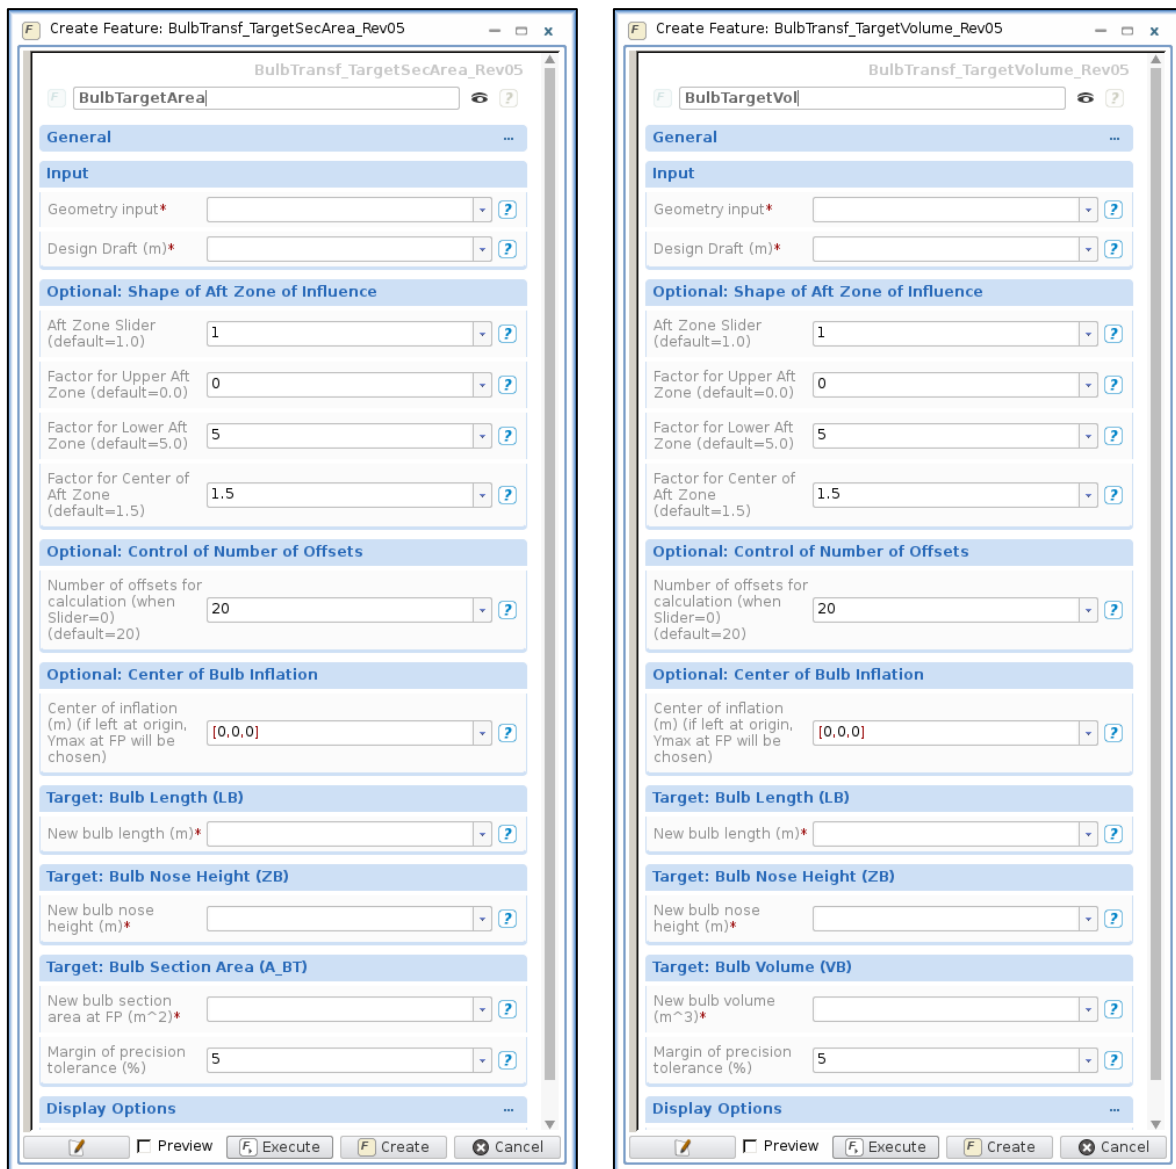 Create Feature: BulbTransf_TargetSecArea_Rev05
BulbTransf_TargetSecArea_Rev05
BulbTargetArea
General
Input
Geometry input*
Design Draft (m)*
Optional: Shape of Aft Zone of Influence
Aft Zone Slider
(default=1.0)
1
Factor for Upper Aft
Zone (default=0.0)
0
Factor for Lower Aft
Zone (default=5.0)
5
Factor for Center of
Aft Zone
(default=1.5)
1.5
Optional: Control of Number of Offsets
Number of offsets for
calculation (when
Slider=0)
(default=20)
20
Optional: Center of Bulb Inflation
Center of inflation
(m) (if left at origin,
Ymax at FP will be
chosen)
[0,0,0]
Target: Bulb Length (LB)
New bulb length (m)*
Target: Bulb Nose Height (ZB)
New bulb nose
height (m)*
Target: Bulb Section Area (A_BT)
New bulb section
area at FP (m^2)*
Margin of precision
tolerance (%)
5
Display Options
Preview
Execute
Create
Cancel
Create Feature: BulbTransf_TargetVolume_Rev05
BulbTransf_TargetVolume_Rev05
BulbTargetVol
General
Input
Geometry input*
Design Draft (m)*
Optional: Shape of Aft Zone of Influence
Aft Zone Slider
(default=1.0)
1
Factor for Upper Aft
Zone (default=0.0)
0
Factor for Lower Aft
Zone (default=5.0)
5
Factor for Center of
Aft Zone
(default=1.5)
1.5
Optional: Control of Number of Offsets
Number of offsets for
calculation (when
Slider=0)
(default=20)
20
Optional: Center of Bulb Inflation
Center of inflation
(m) (if left at origin,
Ymax at FP will be
chosen)
[0,0,0]
Target: Bulb Length (LB)
New bulb length (m)*
Target: Bulb Nose Height (ZB)
New bulb nose
height (m)*
Target: Bulb Volume (VB)
New bulb volume
(m^3)*
Margin of precision
tolerance (%)
5
Display Options
Preview
Execute
Create
Cancel